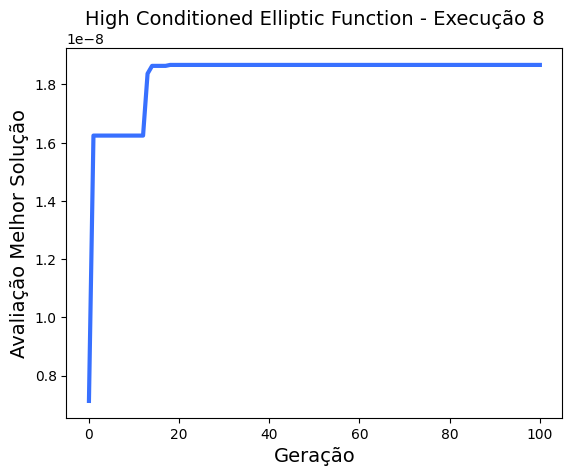 High Conditioned Elliptic Function - Execução 8
1e−8
1.8
1.6
1.4
1.2
1.0
0.8
Avaliação Melhor Solução
0 20 40 60 80 100
Geração